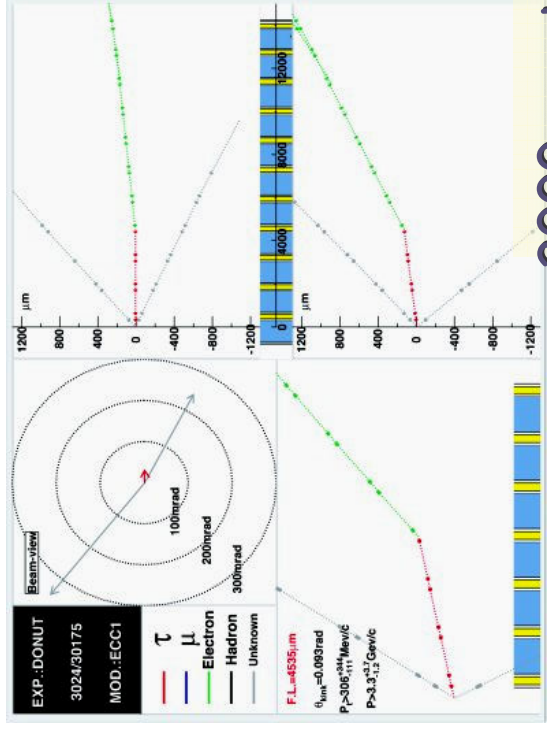 EXP.:DONUT
3024/30175
MOD.:ECC1
τ
μ
Electron
Hadron
Unknown
Beam-view
100mrad
200mrad
300mrad
F.L.=4535μm
θkink=0.093rad
Pt>306+344-111Mev/c
P>3.3+3.7-1.2Gev/c
μm
1200
800
400
0
-400
-800
-1200
0
4000
8000
12000
μm
1200
800
400
0
-400
-800
-1200